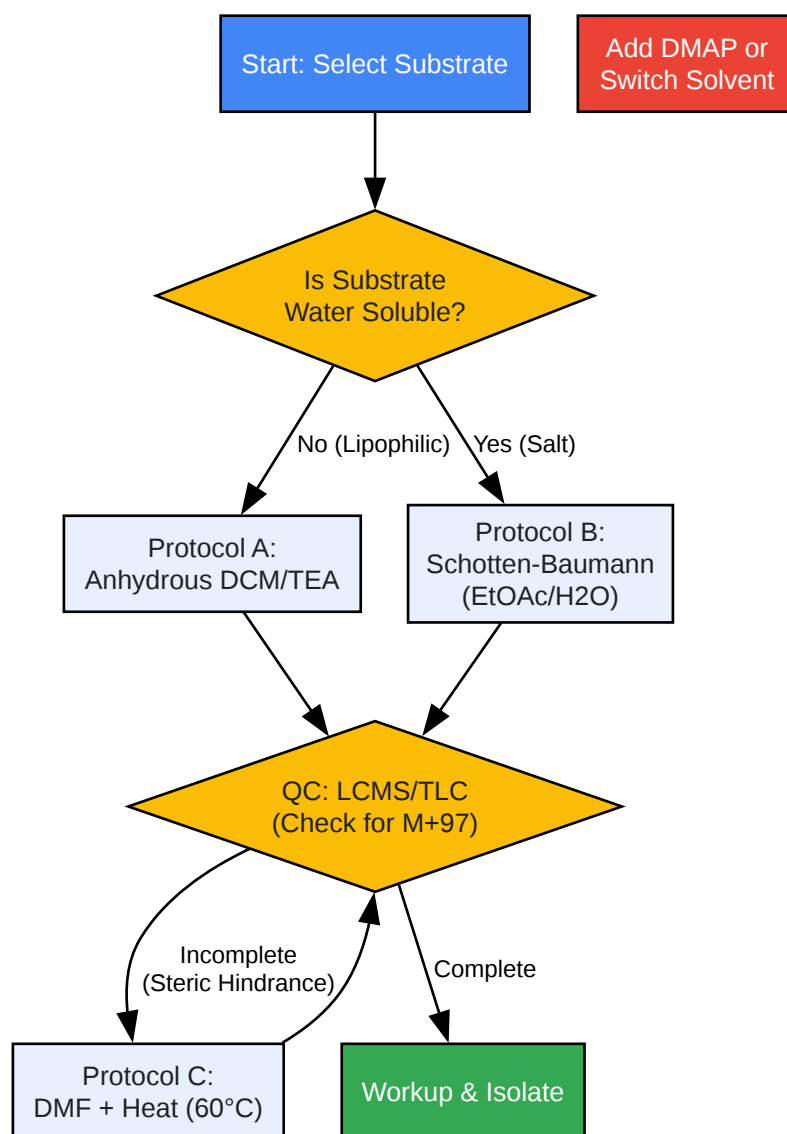 Start: Select Substrate
Add DMAP or
Switch Solvent
Is Substrate
Water Soluble?
No (Lipophilic)
Yes (Salt)
Protocol A:
Anhydrous DCM/TEA
Protocol B:
Schotten-Baumann
(EtOAc/H2O)
QC: LCMS/TLC
(Check for M+97)
Incomplete
(Steric Hindrance)
Complete
Protocol C:
DMF + Heat (60°C)
Workup & Isolate